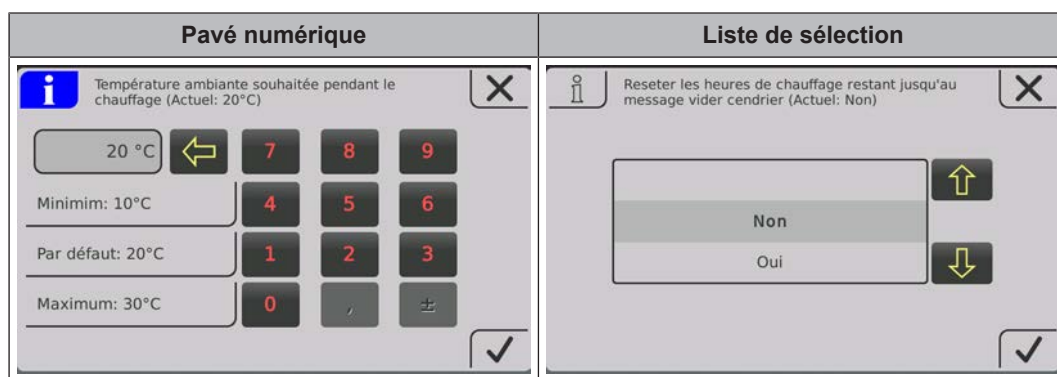 Pavé numérique
Liste de sélection
i
Température ambiante souhaitée pendant le
chauffage (Actuel: 20°C)
20 °C
7 8 9
Minimim: 10°C
4 5 6
Par défaut: 20°C
1 2 3
Maximum: 30°C
0 , ±
i
Reseter les heures de chauffage restant jusqu'au
message vider cendrier (Actuel: Non)
Non
Oui